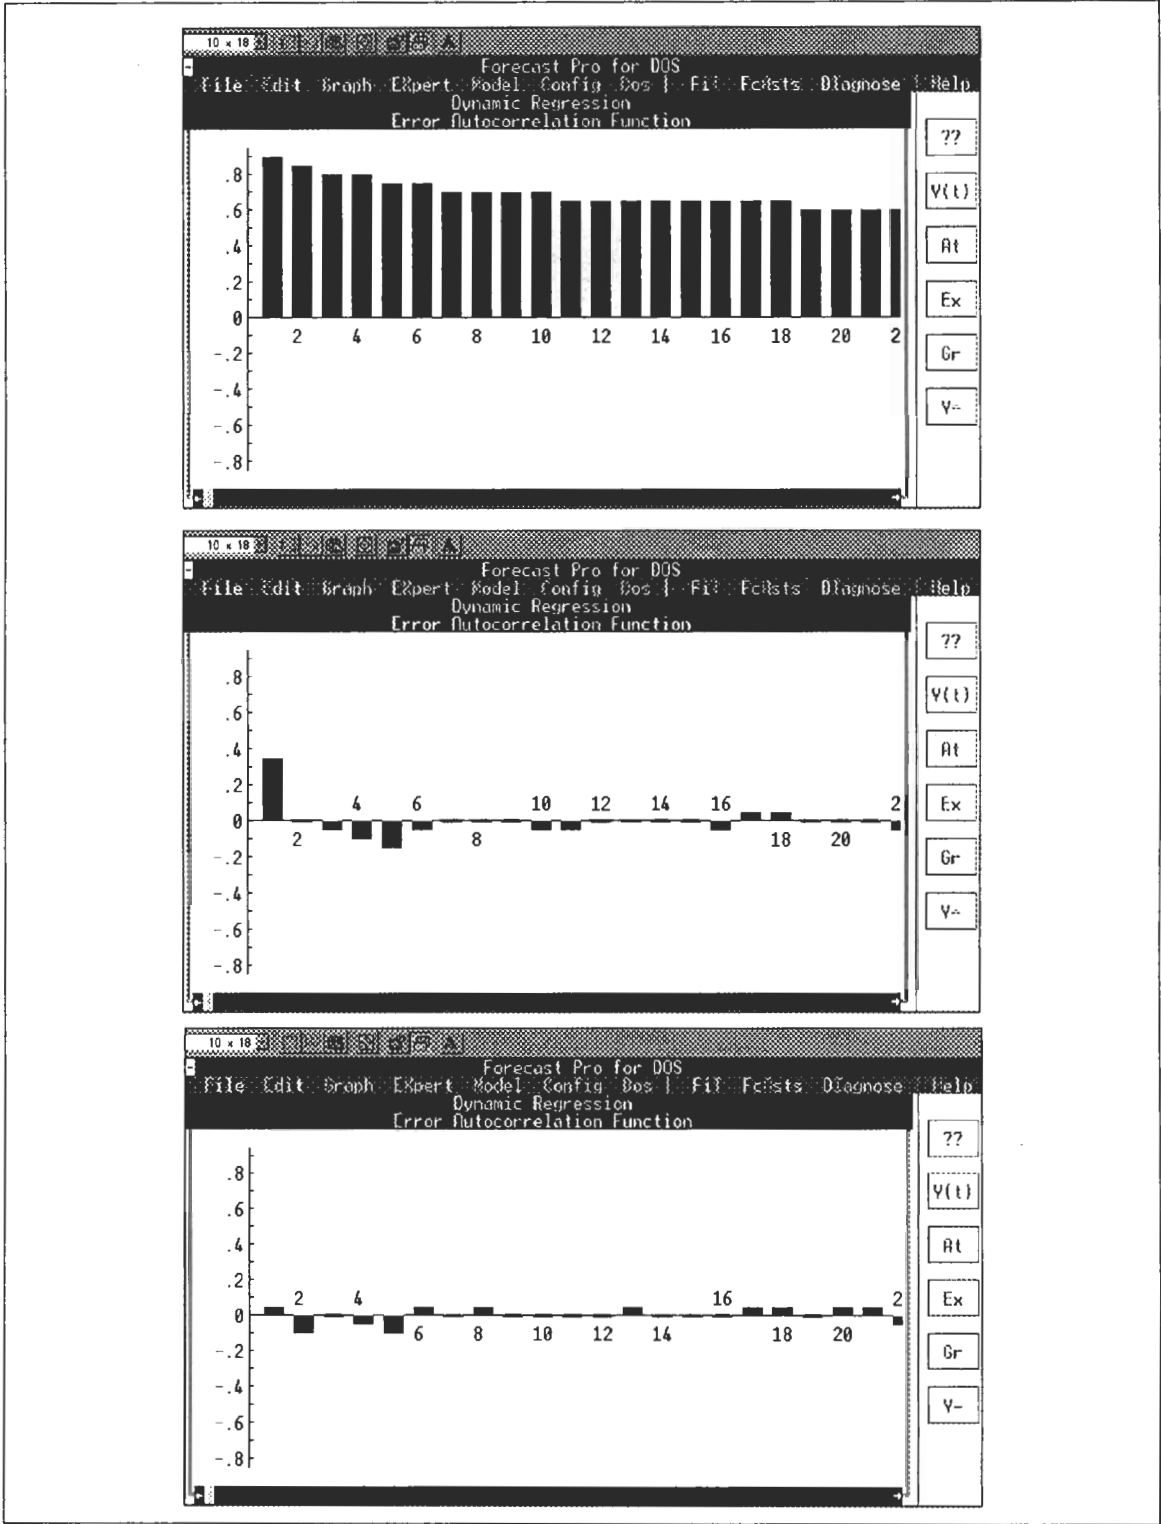 10 x 18
Forecast Pro for DOS
File Edit Graph EXpert Model Config Dos | Fil FcXsts DIagnose | Help
Dynamic Regression
Error Autocorrelation Function
??
.8
Y(t)
.6
.4
At
.2
Ex
0
2 4 6 8 10 12 14 16 18 20 2
-.2
Gr
-.4
-.6
-.8
10 x 18
Forecast Pro for DOS
File Edit Graph EXpert Model Config Dos | Fil FcXsts DIagnose | Help
Dynamic Regression
Error Autocorrelation Function
??
.8
Y(t)
.6
.4
At
.2
4 6 10 12 14 16 2
Ex
0
2 8 18 20
-.2
Gr
-.4
-.6
-.8
10 x 18
Forecast Pro for DOS
File Edit Graph EXpert Model Config Dos | Fil FcXsts DIagnose | Help
Dynamic Regression
Error Autocorrelation Function
??
.8
Y(t)
.6
.4
At
.2
2 4 16 2
Ex
0
6 8 10 12 14 18 20
-.2
Gr
-.4
Y-
-.6
-.8